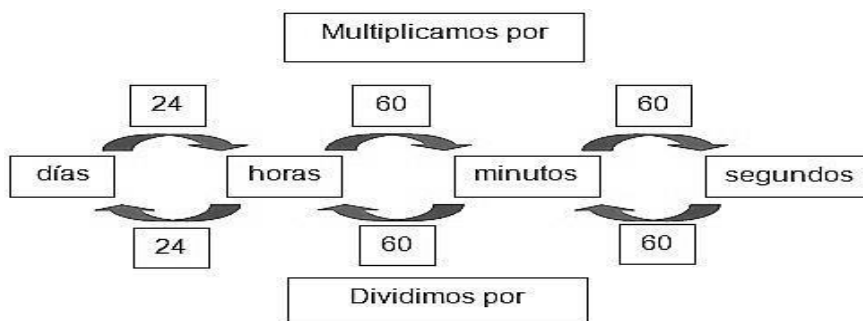 Multiplicamos por
24 60 60
días horas minutos segundos
24 60 60
Dividimos por